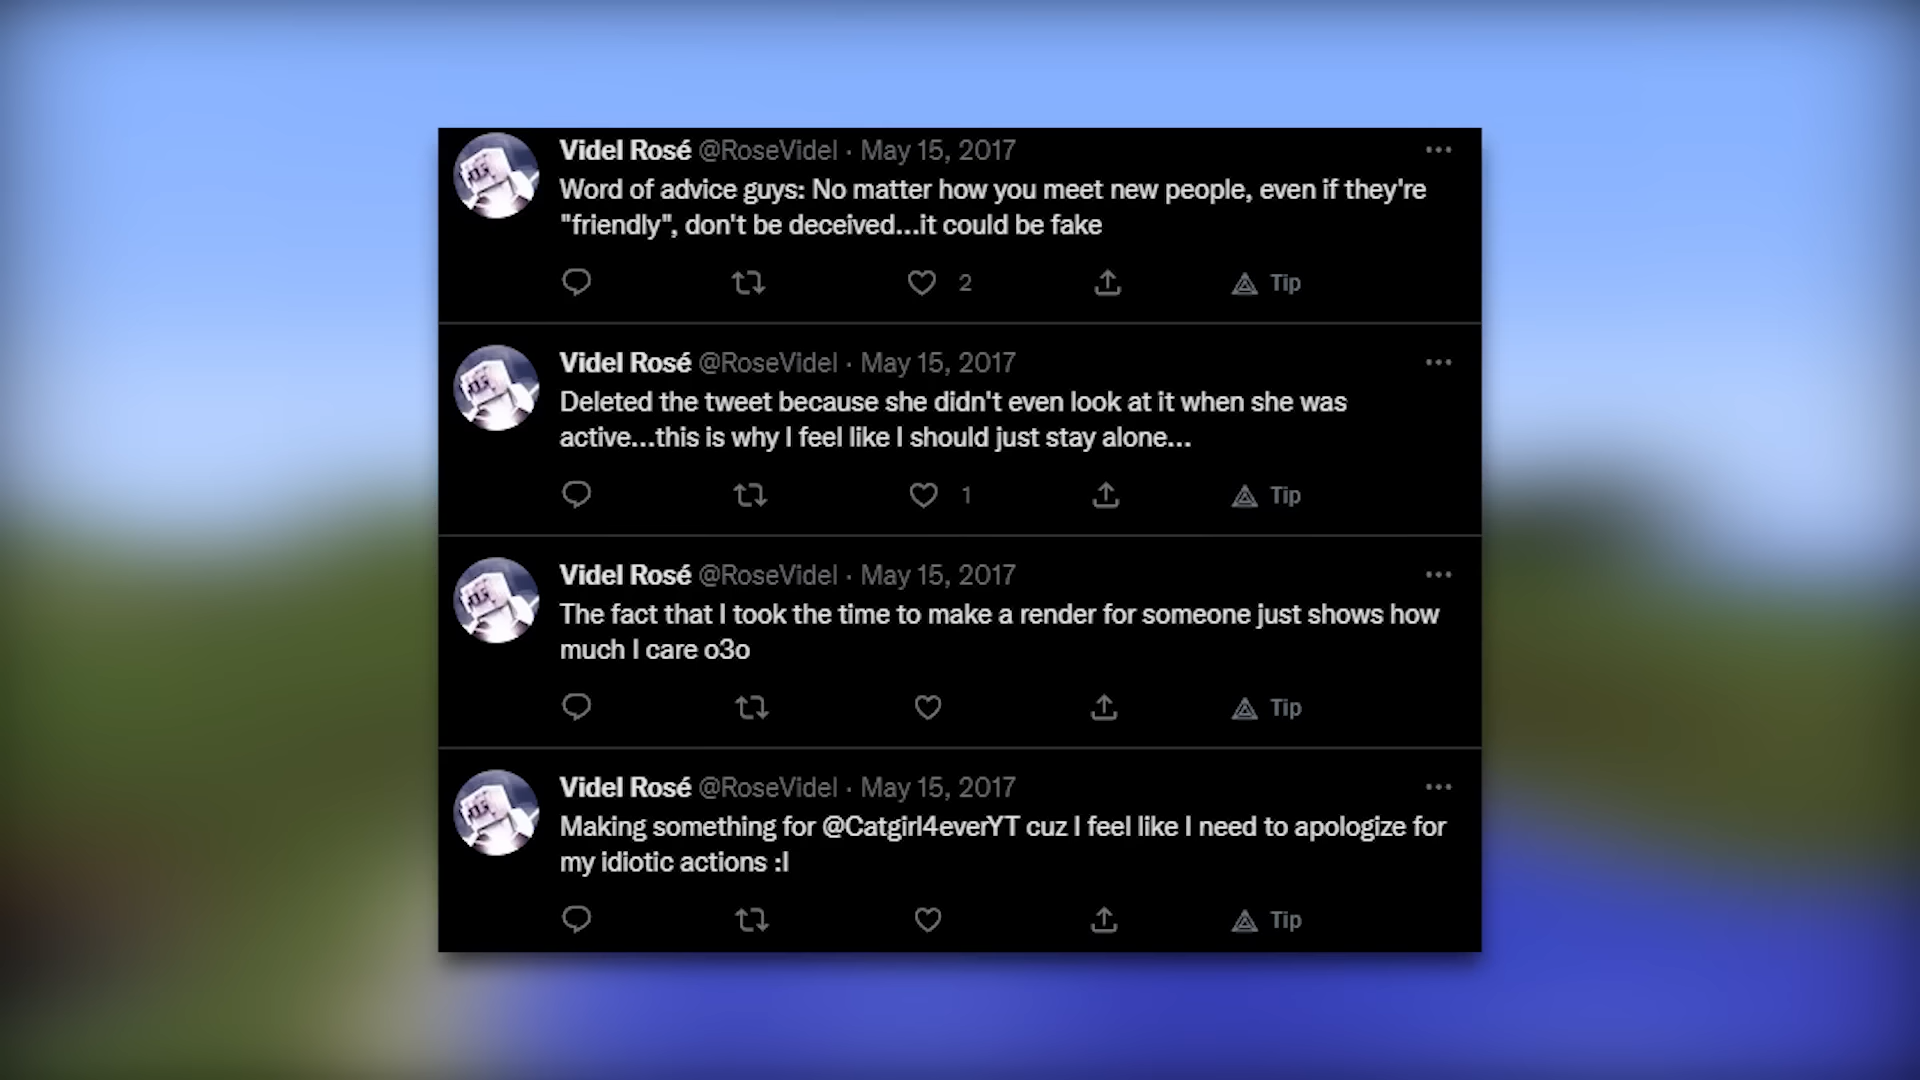 Videl Rosé @RoseVidel · May 15, 2017
Word of advice guys: No matter how you meet new people, even if they're
"friendly", don't be deceived...it could be fake
2
Tip
Videl Rosé @RoseVidel · May 15, 2017
Deleted the tweet because she didn't even look at it when she was
active...this is why I feel like I should just stay alone...
1
Tip
Videl Rosé @RoseVidel · May 15, 2017
The fact that I took the time to make a render for someone just shows how
much I care o3o
Tip
Videl Rosé @RoseVidel · May 15, 2017
Making something for @Catgirl4everYT cuz I feel like I need to apologize for
my idiotic actions :l
Tip